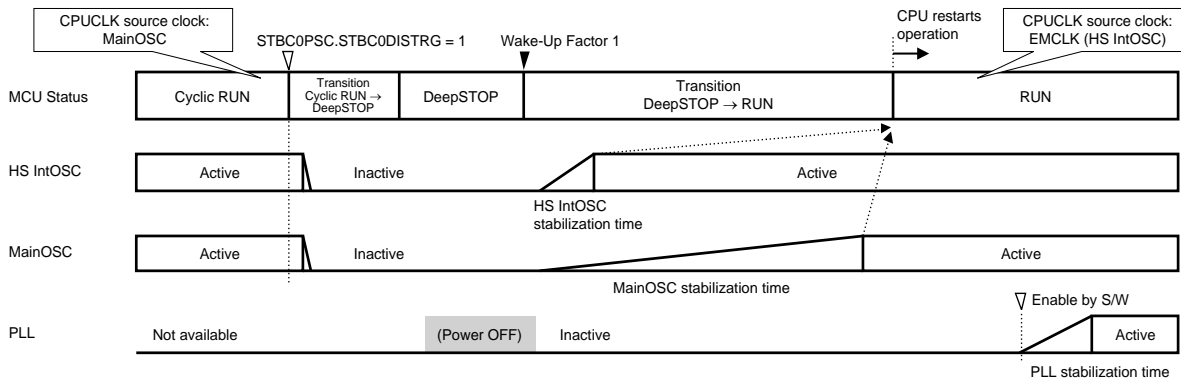 CPUCLK source clock:
MainOSC
STBC0PSC.STBC0DISTRG = 1
Wake-Up Factor 1
CPU restarts
operation
CPUCLK source clock:
EMCLK (HS IntOSC)
MCU Status
Cyclic RUN
Transition
Cyclic RUN →
DeepSTOP
DeepSTOP
Transition
DeepSTOP → RUN
RUN
HS IntOSC
Active
Inactive
Active
HS IntOSC
stabilization time
MainOSC
Active
Inactive
Active
MainOSC stabilization time
Enable by S/W
PLL
Not available
(Power OFF)
Inactive
Active
PLL stabilization time